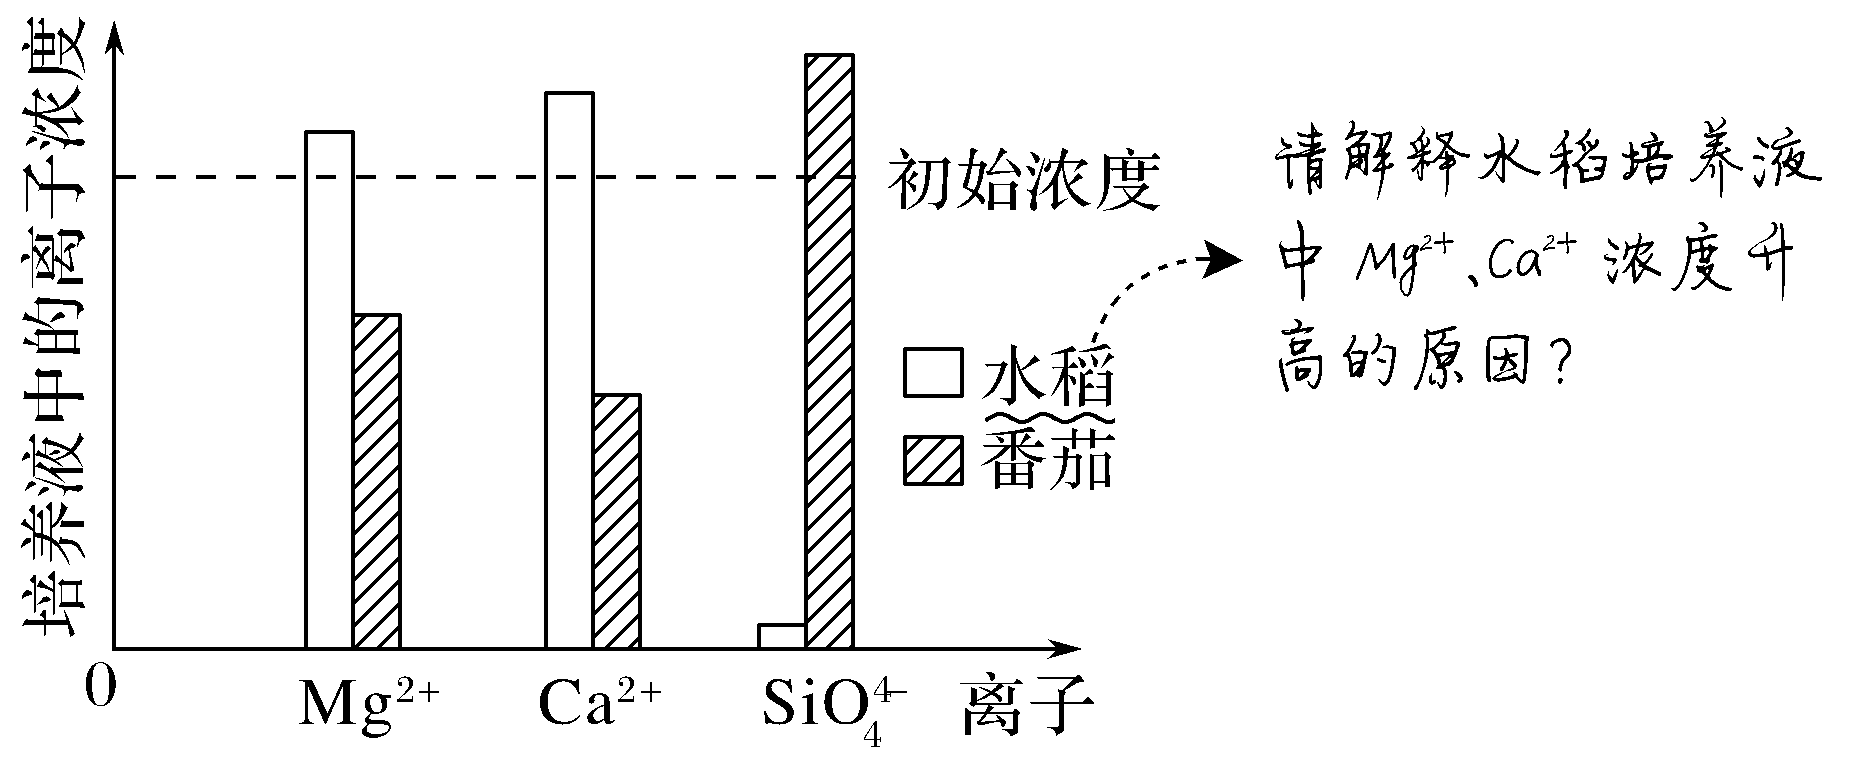 培养液中的离子浓度
初始浓度
水稻
番茄
0
Mg²⁺
Ca²⁺
SiO₄⁴⁻
离子
请解释水稻培养液
中 Mg²⁺、Ca²⁺ 浓度升
高的原因?